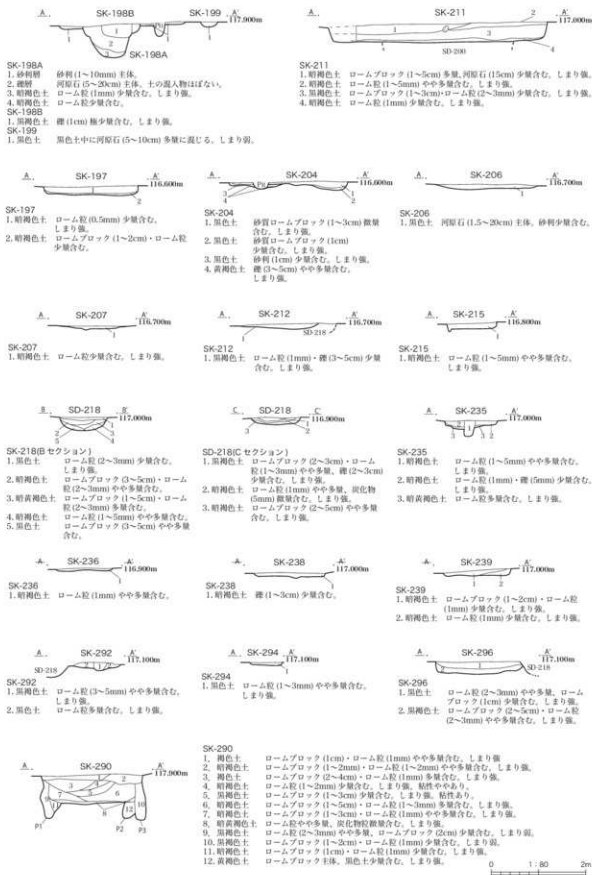 A SK-198B SK-199 A' 117.900m
1 2 3 4 Pit 1 1
SK-198A
SK-198A
1. 砂利層 砂利 (1~10mm) 主体。
2. 礫層 河原石 (5~20cm) 主体。土の混入物ほぼない。
3. 暗褐色土 ローム粒 (1mm) 少量含む。しまり強。
4. 暗褐色土 ローム粒少量含む。
SK-198B
1. 黒褐色土 礫 (1cm) 極少量含む。しまり強。
SK-199
1. 黒色土 黒色土中に河原石 (5~10cm) 多量に混じる。しまり弱。
A SK-211 A' 117.000m
1 2 3 4
SD-200
SK-211
1. 暗褐色土 ロームブロック (1~5cm) 多量、河原石 (15cm) 少量含む。しまり強。
2. 暗褐色土 ローム粒 (1~5mm) やや多量含む。しまり強。
3. 黒褐色土 ロームブロック (1~3cm)・ローム粒 (2~3mm) 少量含む。しまり強。
4. 暗褐色土 ローム粒 (1mm) 少量含む。しまり強。
A SK-197 A' 116.600m
1 2
SK-197
1. 暗褐色土 ローム粒 (0.5mm) 少量含む。
しまり強。
2. 暗褐色土 ロームブロック (1~2cm)・ローム粒
少量含む。
A SK-204 A' 116.600m
Pit 3 4 1 2
SK-204
1. 黒色土 砂質ロームブロック (1~3cm) 微量
含む。しまり強。
2. 黒色土 砂質ロームブロック (1cm)
少量含む。しまり強。
3. 黒色土 砂利 (1cm) 少量含む。しまり強。
4. 黄褐色土 礫 (3~5cm) やや多量含む。
しまり強。
A SK-206 A' 116.700m
1
SK-206
1. 黒色土 河原石 (1.5~20cm) 主体。砂利少量含む。
A SK-207 A' 116.700m
1
SK-207
1. 暗褐色土 ローム粒少量含む。しまり強。
A SK-212 A' 116.700m
1 SD-218
SK-212
1. 黒褐色土 ローム粒 (1mm)・礫 (3~5cm) 少量
含む。しまり強。
A SK-215 A' 116.800m
1
SK-215
1. 暗褐色土 ローム粒 (1~5mm) やや多量含む。
しまり強。
B SD-218 B' 117.000m
2 5 3 1 4
SK-218(B セクション)
1. 黒色土 ローム粒 (2~3mm) 少量含む。
しまり強。
2. 暗褐色土 ロームブロック (3~5cm)・ローム
粒 (2~3mm) やや多量含む。
3. 暗黄褐色土 ロームブロック (1~5cm)・ローム
粒 (2~3mm) 多量含む。
4. 暗褐色土 ローム粒 (1~5mm) やや多量含む。
5. 黒色土 ロームブロック (3~5cm) やや多量
含む。
C SD-218 C' 116.900m
3 1 2
SD-218(C セクション)
1. 黒褐色土 ロームブロック (2~3cm)・ローム
粒 (1~3mm) やや多量、礫 (2~3cm)
少量含む。しまり強。
2. 暗褐色土 ローム粒 (1mm) やや多量、炭化物
(5mm) 微量含む。しまり強。
3. 暗褐色土 ロームブロック (2~5cm) やや多量
含む。しまり強。
A SK-235 A' 117.000m
3 1 3 2
SK-235
1. 暗褐色土 ローム粒 (1~5mm) やや多量含む。
しまり強。
2. 暗褐色土 ローム粒 (1mm)・礫 (5mm) 少量含む。
しまり強。
3. 暗黄褐色土 ローム粒多量含む。しまり強。
A SK-236 A' 116.900m
1
SK-236
1. 暗褐色土 ローム粒 (1mm) やや多量含む。
A SK-238 A' 117.000m
1
SK-238
1. 暗褐色土 礫 (1~3cm) 少量含む。
A SK-239 A' 117.000m
1 2
SK-239
1. 暗褐色土 ロームブロック (1~2cm)・ローム粒
(1mm) 少量含む。しまり強。
2. 暗褐色土 ローム粒 (1mm) 少量含む。しまり強。
A SK-292 A' 117.100m
SD-218 2 1 2
SK-292
1. 黒褐色土 ローム粒 (3~5mm) やや多量含む。
しまり強。
2. 黒色土 ローム粒多量含む。しまり強。
A SK-294 A' 117.100m
1
SK-294
1. 黒色土 ローム粒 (1~3mm) やや多量含む。
しまり強。
A SK-296 A' 117.100m
1 2 SD-218
SK-296
1. 黒色土 ローム粒 (2~3mm) やや多量、ローム
ブロック (1cm) 少量含む。しまり強。
2. 黒褐色土 ロームブロック (2~5cm)・ローム粒
(2~3mm) やや多量含む。しまり強。
A SK-290 A' 117.900m
1 2 3 6 7 8 10 12
P1 P2 P3
SK-290
1. 褐色土 ロームブロック (1cm)・ローム粒 (1mm) やや多量含む。しまり強
2. 暗褐色土 ロームブロック (1~2mm)・ローム粒 (1~2mm) やや多量含む。しまり強。
3. 褐色土 ロームブロック (2~4cm)・ローム粒 (1mm) 多量含む。しまり強。
4. 暗褐色土 ローム粒 (1~2mm) 少量含む。しまり強。粘性ややあり。
5. 黒褐色土 ロームブロック (1~3cm) 少量含む。しまり強。粘性あり。
6. 暗褐色土 ロームブロック (1~5cm)・ローム粒 (1~3mm) 多量含む。しまり強。
7. 暗褐色土 ロームブロック (1~3cm)・ローム粒 (1mm) やや多量含む。しまり強。
8. 暗黄褐色土 ローム粒やや多量、炭化物粒微量含む。しまり強。
9. 黒褐色土 ローム粒 (2~3mm) やや多量、ロームブロック (2cm) 少量含む。しまり弱。
10. 黒褐色土 ロームブロック (1~2cm)・ローム粒 (1mm) 少量含む。しまり弱。
11. 暗褐色土 ロームブロック (1cm)・ローム粒 (1mm) 少量含む。しまり強。
12. 黄褐色土 ロームブロック主体。黒色土少量含む。しまり強。
0 1:80 2m